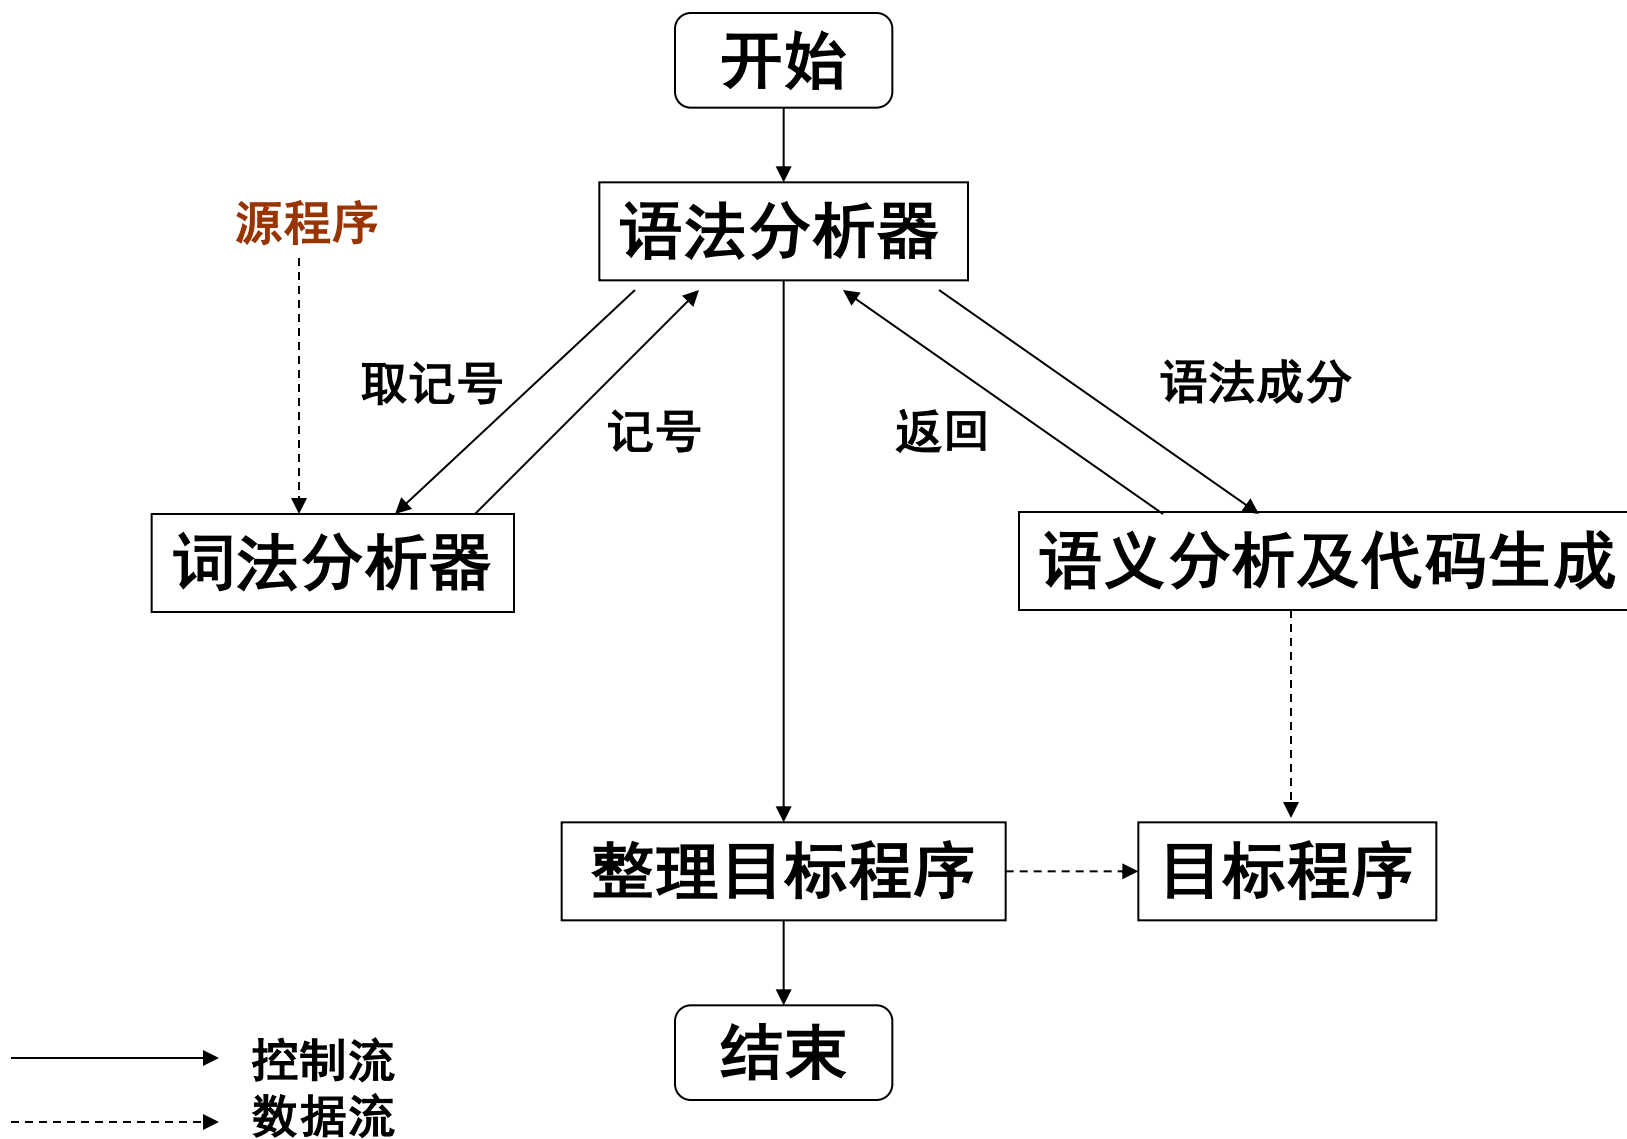 开始
语法分析器
源程序
取记号
记号
返回
语法成分
词法分析器
语义分析及代码生成
整理目标程序
目标程序
结束
控制流
数据流